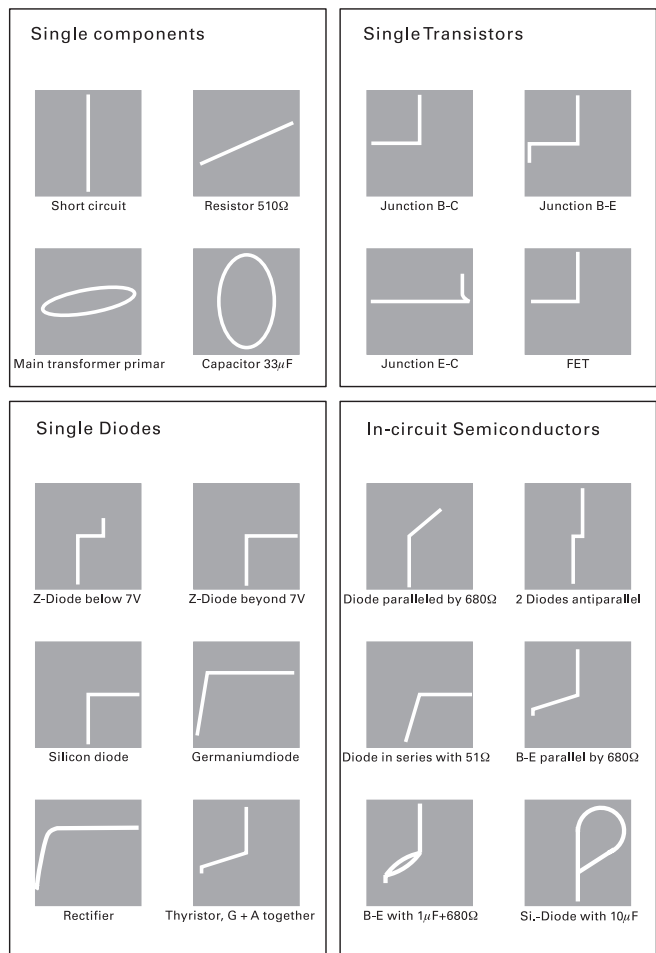 Single components
Short circuit
Resistor 510Ω
Main transformer primar
Capacitor 33µF
Single Transistors
Junction B-C
Junction B-E
Junction E-C
FET
Single Diodes
Z-Diode below 7V
Z-Diode beyond 7V
Silicon diode
Germaniumdiode
Rectifier
Thyristor, G + A together
In-circuit Semiconductors
Diode paralleled by 680Ω
2 Diodes antiparallel
Diode in series with 51Ω
B-E parallel by 680Ω
B-E with 1µF+680Ω
Si.-Diode with 10µF